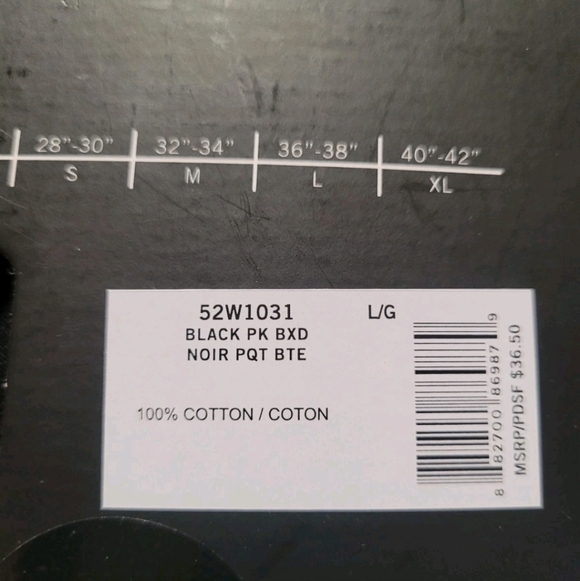 28"-30" 32"-34" 36"-38" 40"-42"
S M L XL
52W1031 L/G
BLACK PK BXD
NOIR PQT BTE
100% COTTON / COTON
8 82700 86987 9
MSRP/PDSF $36.50